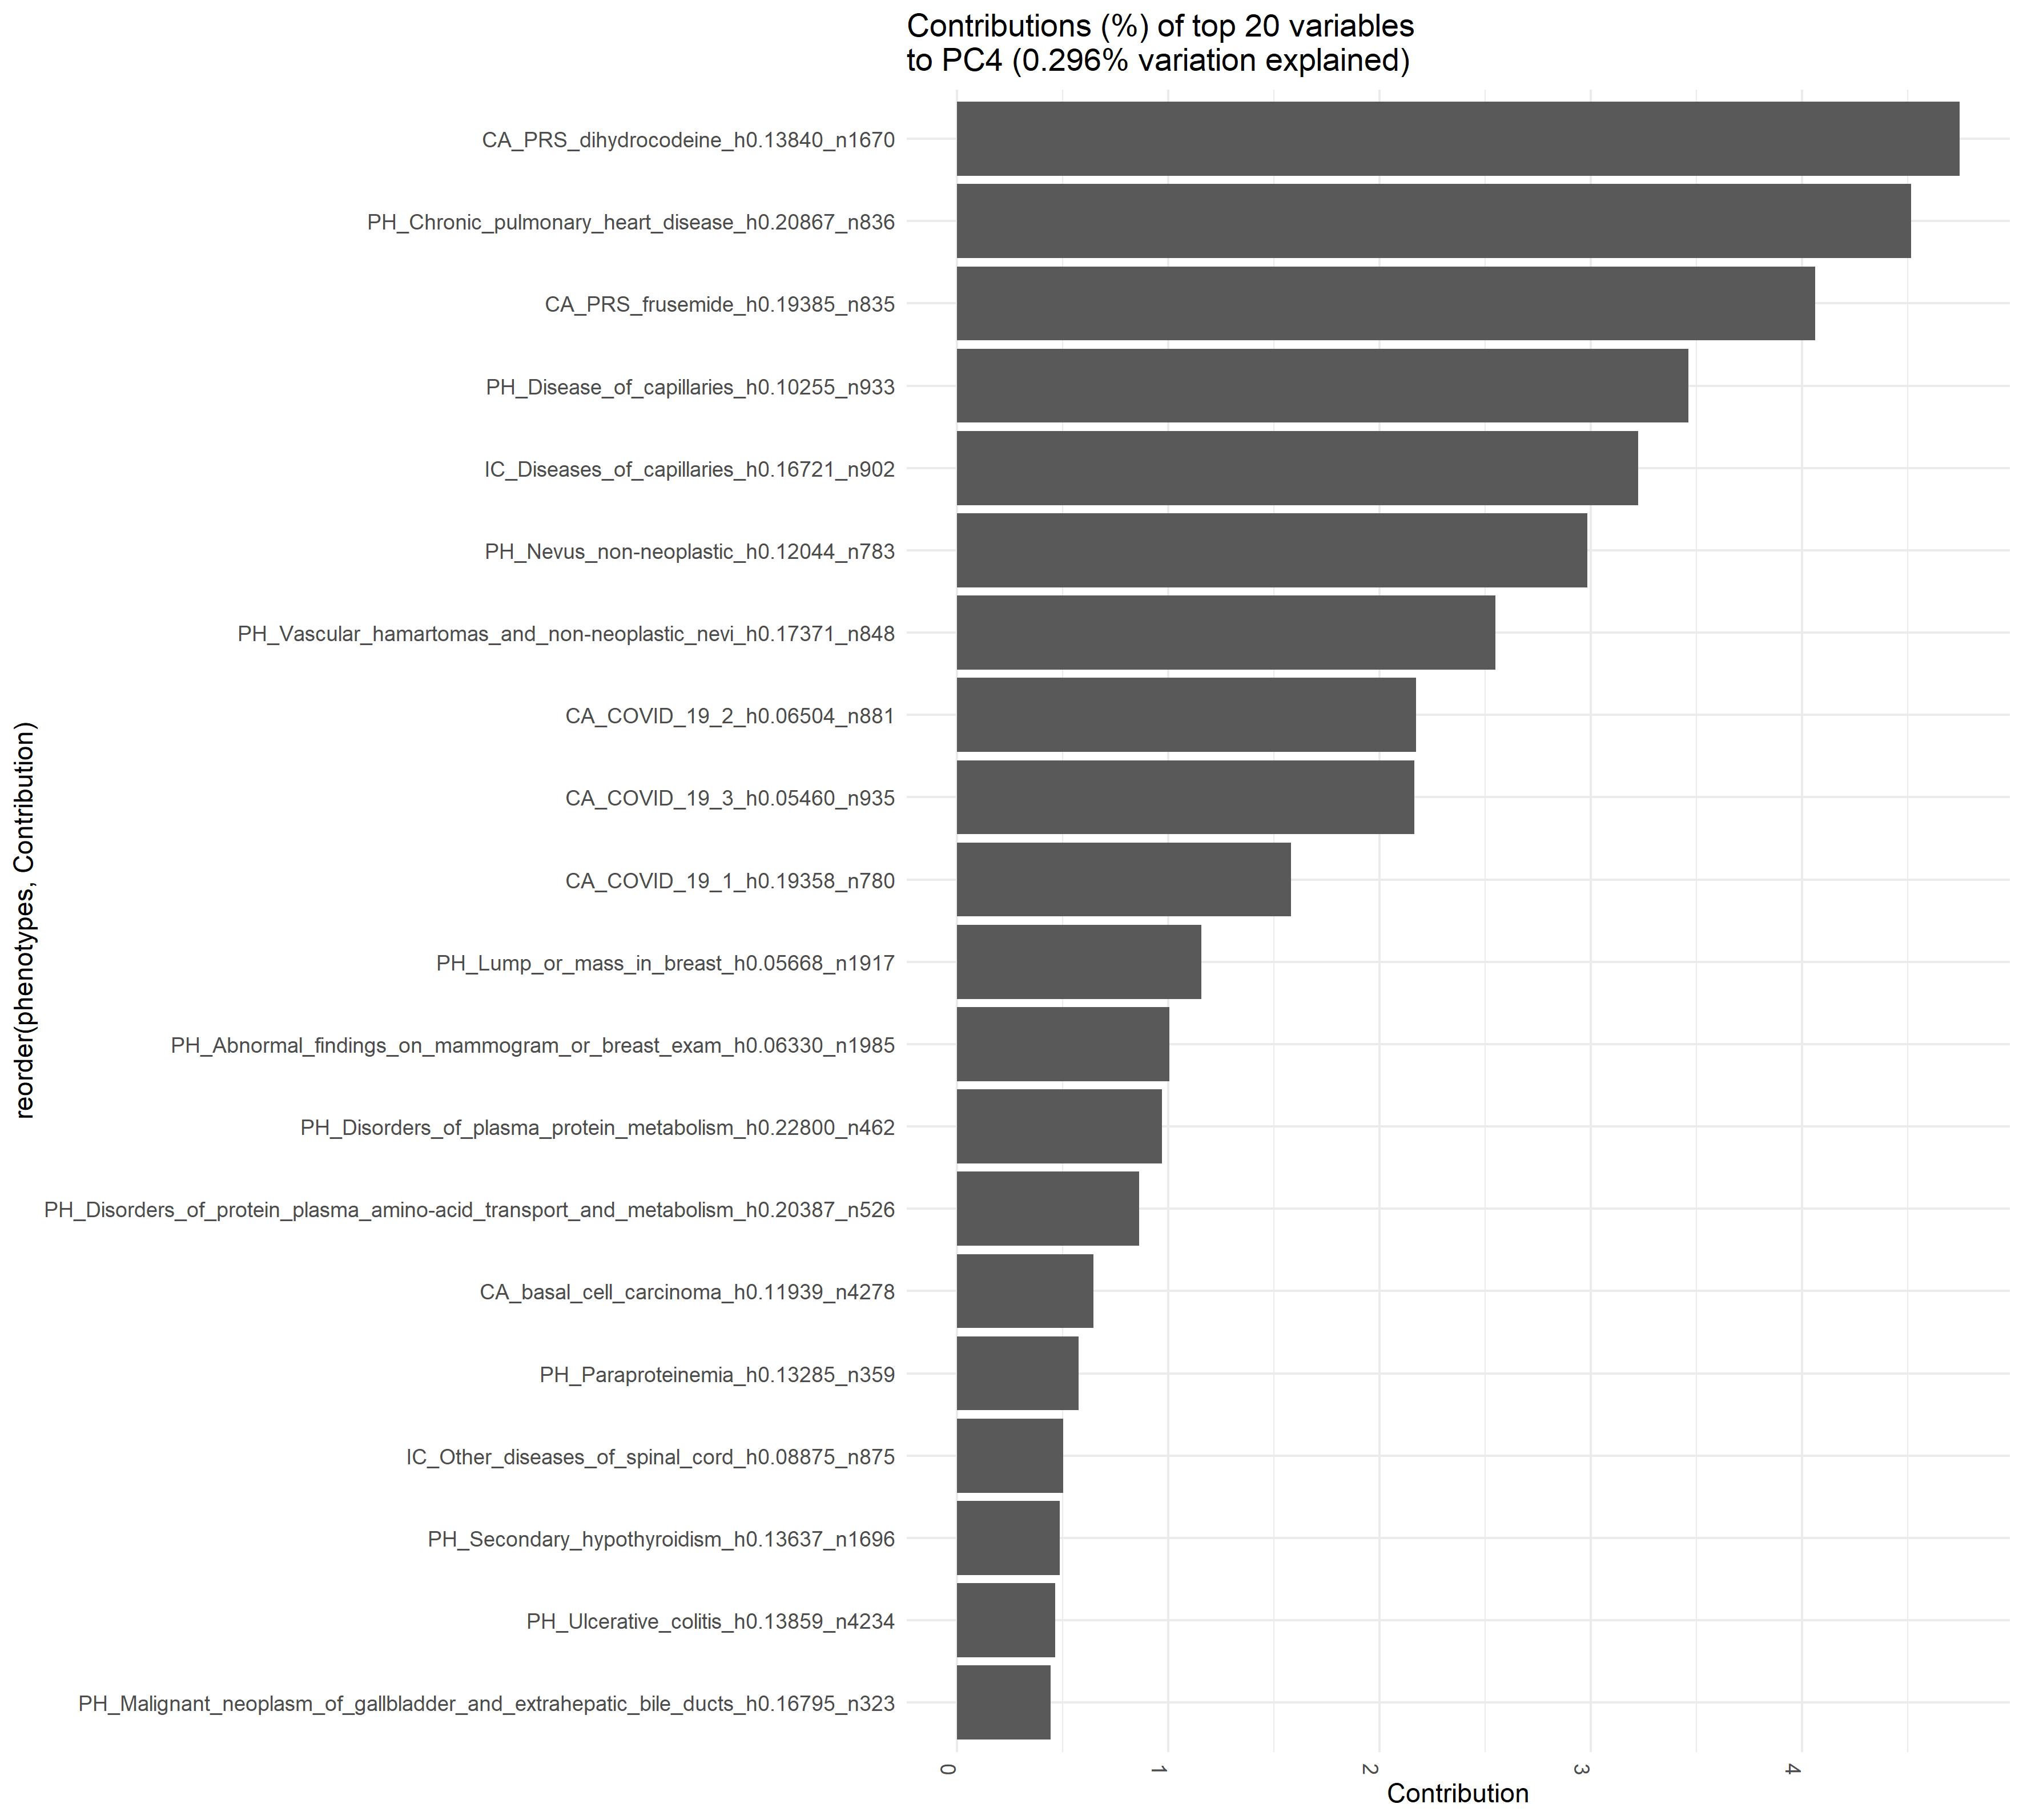 Contributions (%) of top 20 variables
to PC4 (0.296% variation explained)
reorder(phenotypes, Contribution)
CA_PRS_dihydrocodeine_h0.13840_n1670
PH_Chronic_pulmonary_heart_disease_h0.20867_n836
CA_PRS_frusemide_h0.19385_n835
PH_Disease_of_capillaries_h0.10255_n933
IC_Diseases_of_capillaries_h0.16721_n902
PH_Nevus_non-neoplastic_h0.12044_n783
PH_Vascular_hamartomas_and_non-neoplastic_nevi_h0.17371_n848
CA_COVID_19_2_h0.06504_n881
CA_COVID_19_3_h0.05460_n935
CA_COVID_19_1_h0.19358_n780
PH_Lump_or_mass_in_breast_h0.05668_n1917
PH_Abnormal_findings_on_mammogram_or_breast_exam_h0.06330_n1985
PH_Disorders_of_plasma_protein_metabolism_h0.22800_n462
PH_Disorders_of_protein_plasma_amino-acid_transport_and_metabolism_h0.20387_n526
CA_basal_cell_carcinoma_h0.11939_n4278
PH_Paraproteinemia_h0.13285_n359
IC_Other_diseases_of_spinal_cord_h0.08875_n875
PH_Secondary_hypothyroidism_h0.13637_n1696
PH_Ulcerative_colitis_h0.13859_n4234
PH_Malignant_neoplasm_of_gallbladder_and_extrahepatic_bile_ducts_h0.16795_n323
0 1 2 3 4
Contribution